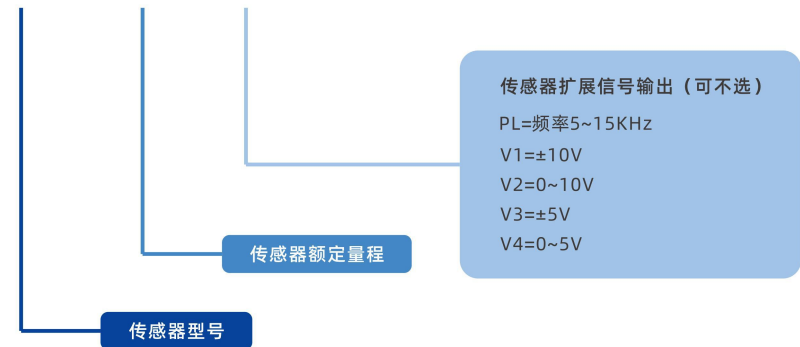 传感器扩展信号输出（可不选）
PL=频率5~15KHz
V1=±10V
V2=0~10V
V3=±5V
V4=0~5V
传感器额定量程
传感器型号